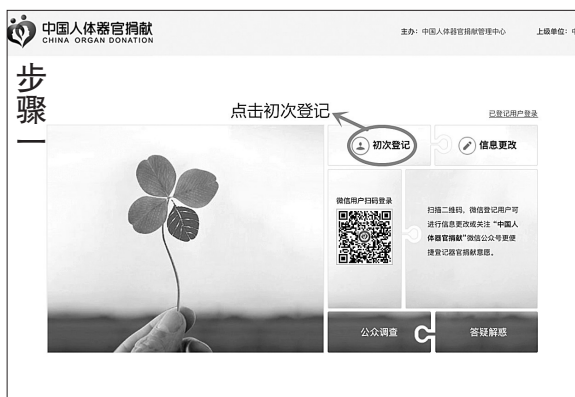 中国人体器官捐献
CHINA ORGAN DONATION
主办：中国人体器官捐献管理中心
上级单位：中
步骤一
点击初次登记
已登记用户登录
初次登记
信息更改
微信用户扫码登录
扫描二维码，微信登记用户可
进行信息更改或关注“中国人
体器官捐献”微信公众号更便
捷登记器官捐献意愿。
公众调查
答疑解惑